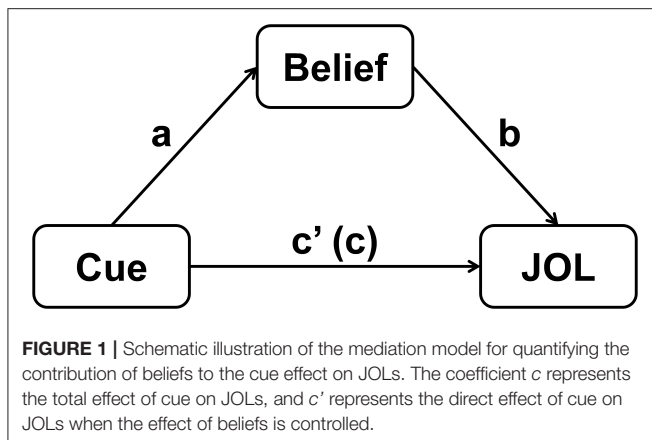 Belief
a
b
c' (c)
Cue
JOL
FIGURE 1 | Schematic illustration of the mediation model for quantifying the
contribution of beliefs to the cue effect on JOLs. The coefficient c represents
the total effect of cue on JOLs, and c' represents the direct effect of cue on
JOLs when the effect of beliefs is controlled.